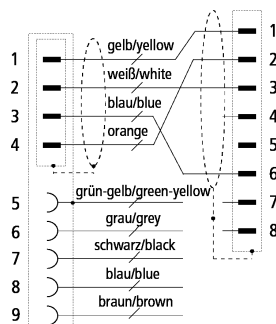 gelb/yellow
weiß/white
blau/blue
orange
grün-gelb/green-yellow
grau/grey
schwarz/black
blau/blue
braun/brown
1
2
3
4
5
6
7
8
9
1
2
3
4
5
6
7
8